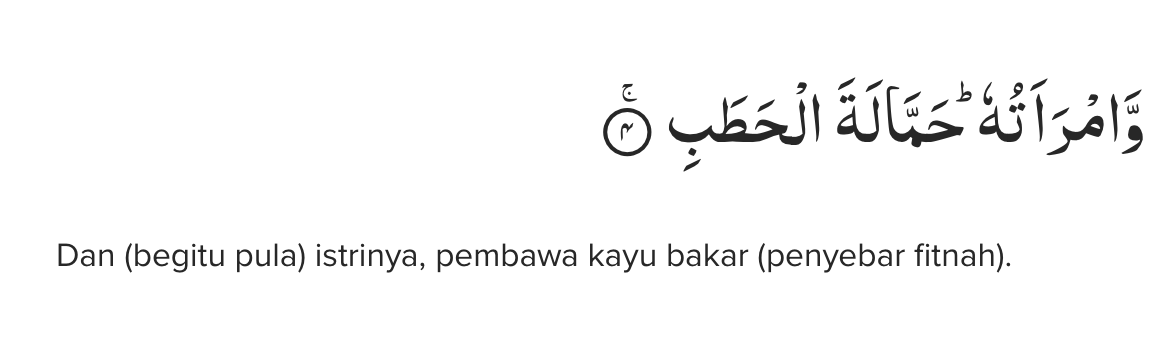 وَّامْرَاَتُهٗ ۗحَمَّالَةَ الْحَطَبِۚ ۝٤
Dan (begitu pula) istrinya, pembawa kayu bakar (penyebar fitnah).